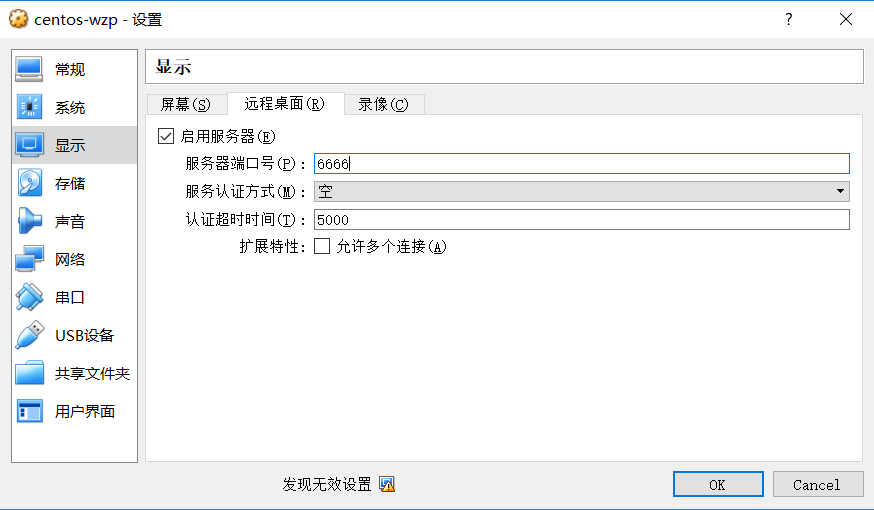 centos-wzp - 设置
?
常规
系统
显示
存储
声音
网络
串口
USB设备
共享文件夹
用户界面
显示
屏幕(S) 远程桌面(R) 录像(C)
启用服务器(E)
服务器端口号(P)： 6666
服务认证方式(M)： 空
认证超时时间(T)： 5000
扩展特性： 允许多个连接(A)
发现无效设置
OK Cancel